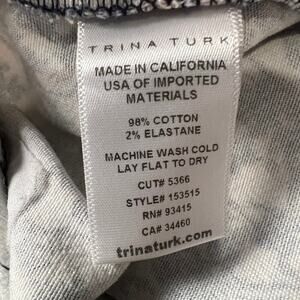 TRINA TURK
MADE IN CALIFORNIA
USA OF IMPORTED
MATERIALS
98% COTTON
2% ELASTANE
MACHINE WASH COLD
LAY FLAT TO DRY
CUT# 5366
STYLE# 153515
RN# 93415
CA# 34460
trinaturk.com